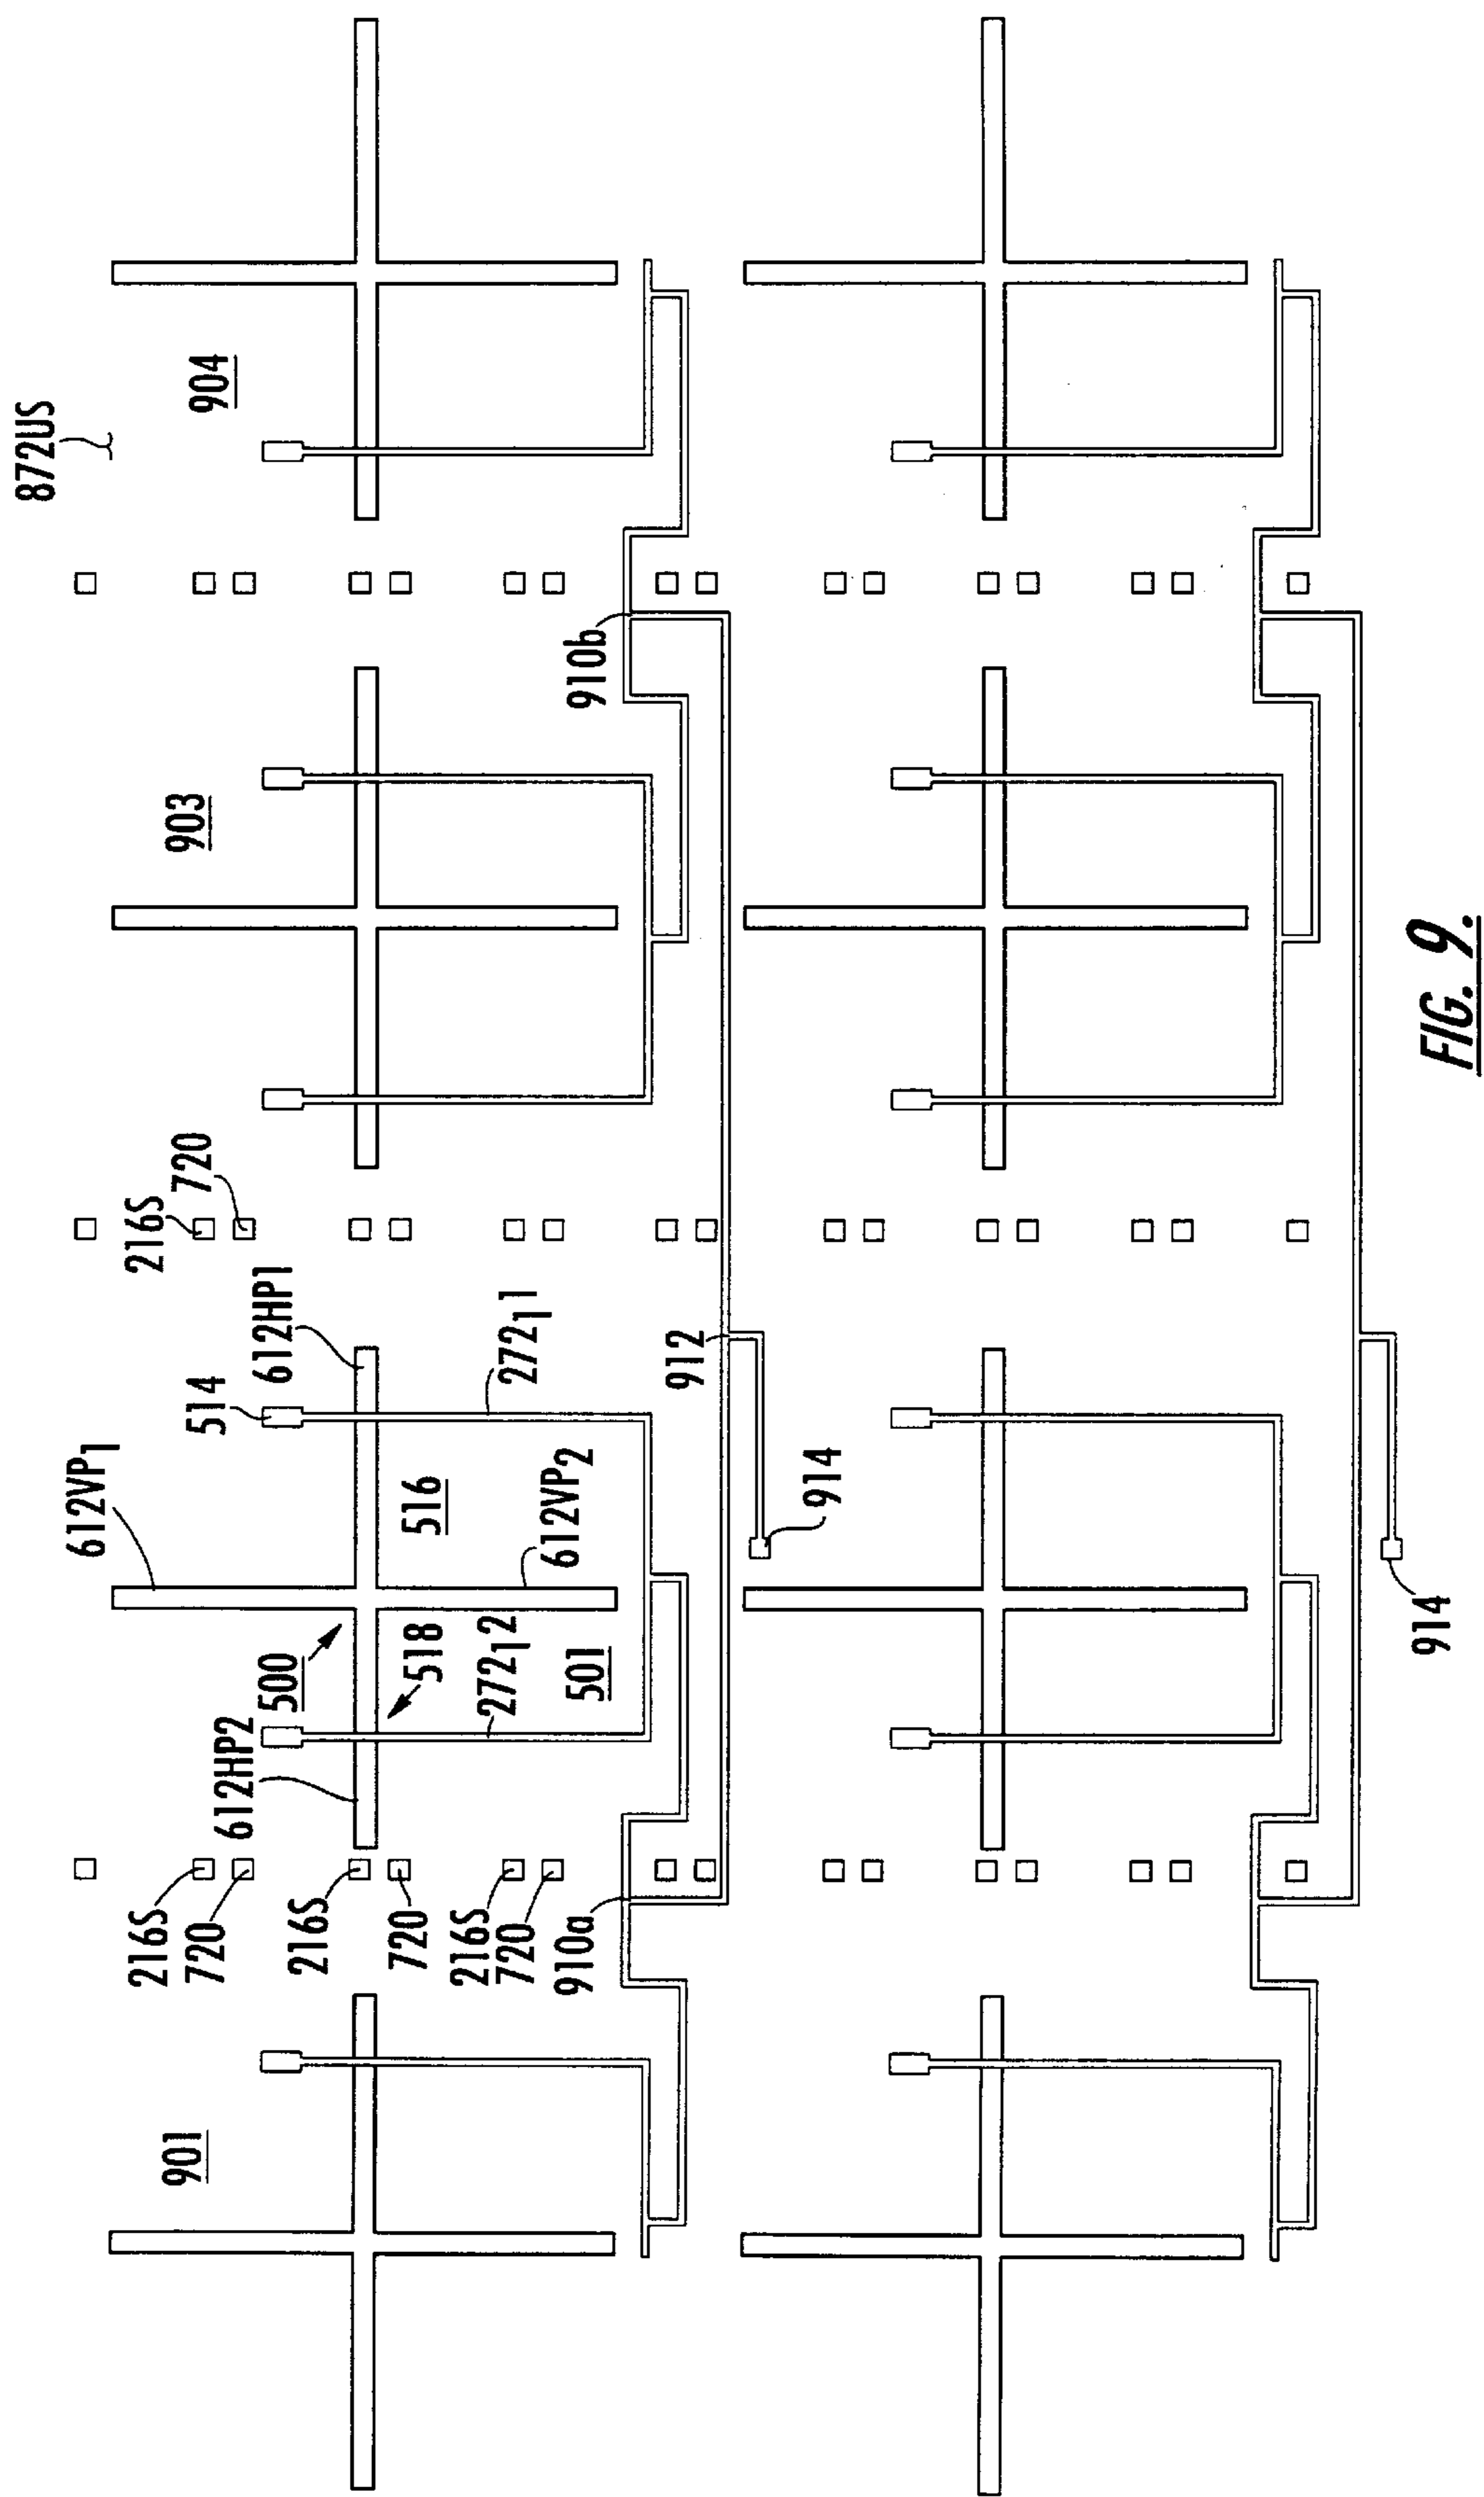 872US
904
903
910b
216S
720
612HP1
514
612VP1
272₁1
516
612VP₂
912
914
500
518
272₁2
501
612HP2
216S
720
216S
720
216S
720
910a
901
914
FIG. 9.